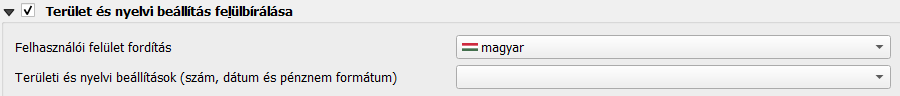 Terület és nyelvi beállítás felülbírálása
Felhasználói felület fordítás magyar
Területi és nyelvi beállítások (szám, dátum és pénznem formátum)